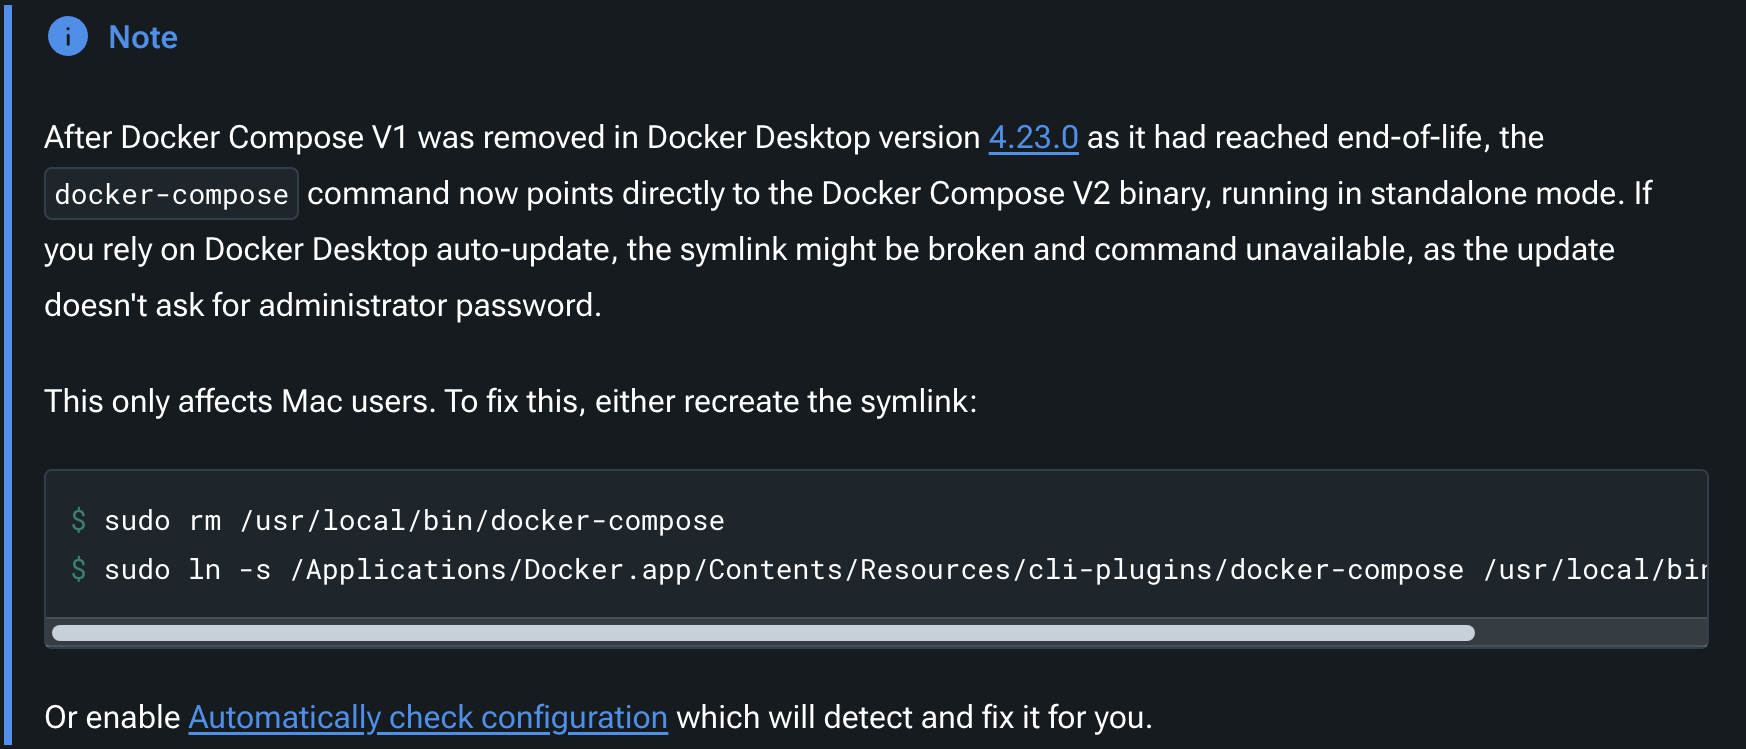 Note
After Docker Compose V1 was removed in Docker Desktop version 4.23.0 as it had reached end-of-life, the
docker-compose command now points directly to the Docker Compose V2 binary, running in standalone mode. If
you rely on Docker Desktop auto-update, the symlink might be broken and command unavailable, as the update
doesn't ask for administrator password.
This only affects Mac users. To fix this, either recreate the symlink:
$ sudo rm /usr/local/bin/docker-compose
$ sudo ln -s /Applications/Docker.app/Contents/Resources/cli-plugins/docker-compose /usr/local/bin
Or enable Automatically check configuration which will detect and fix it for you.